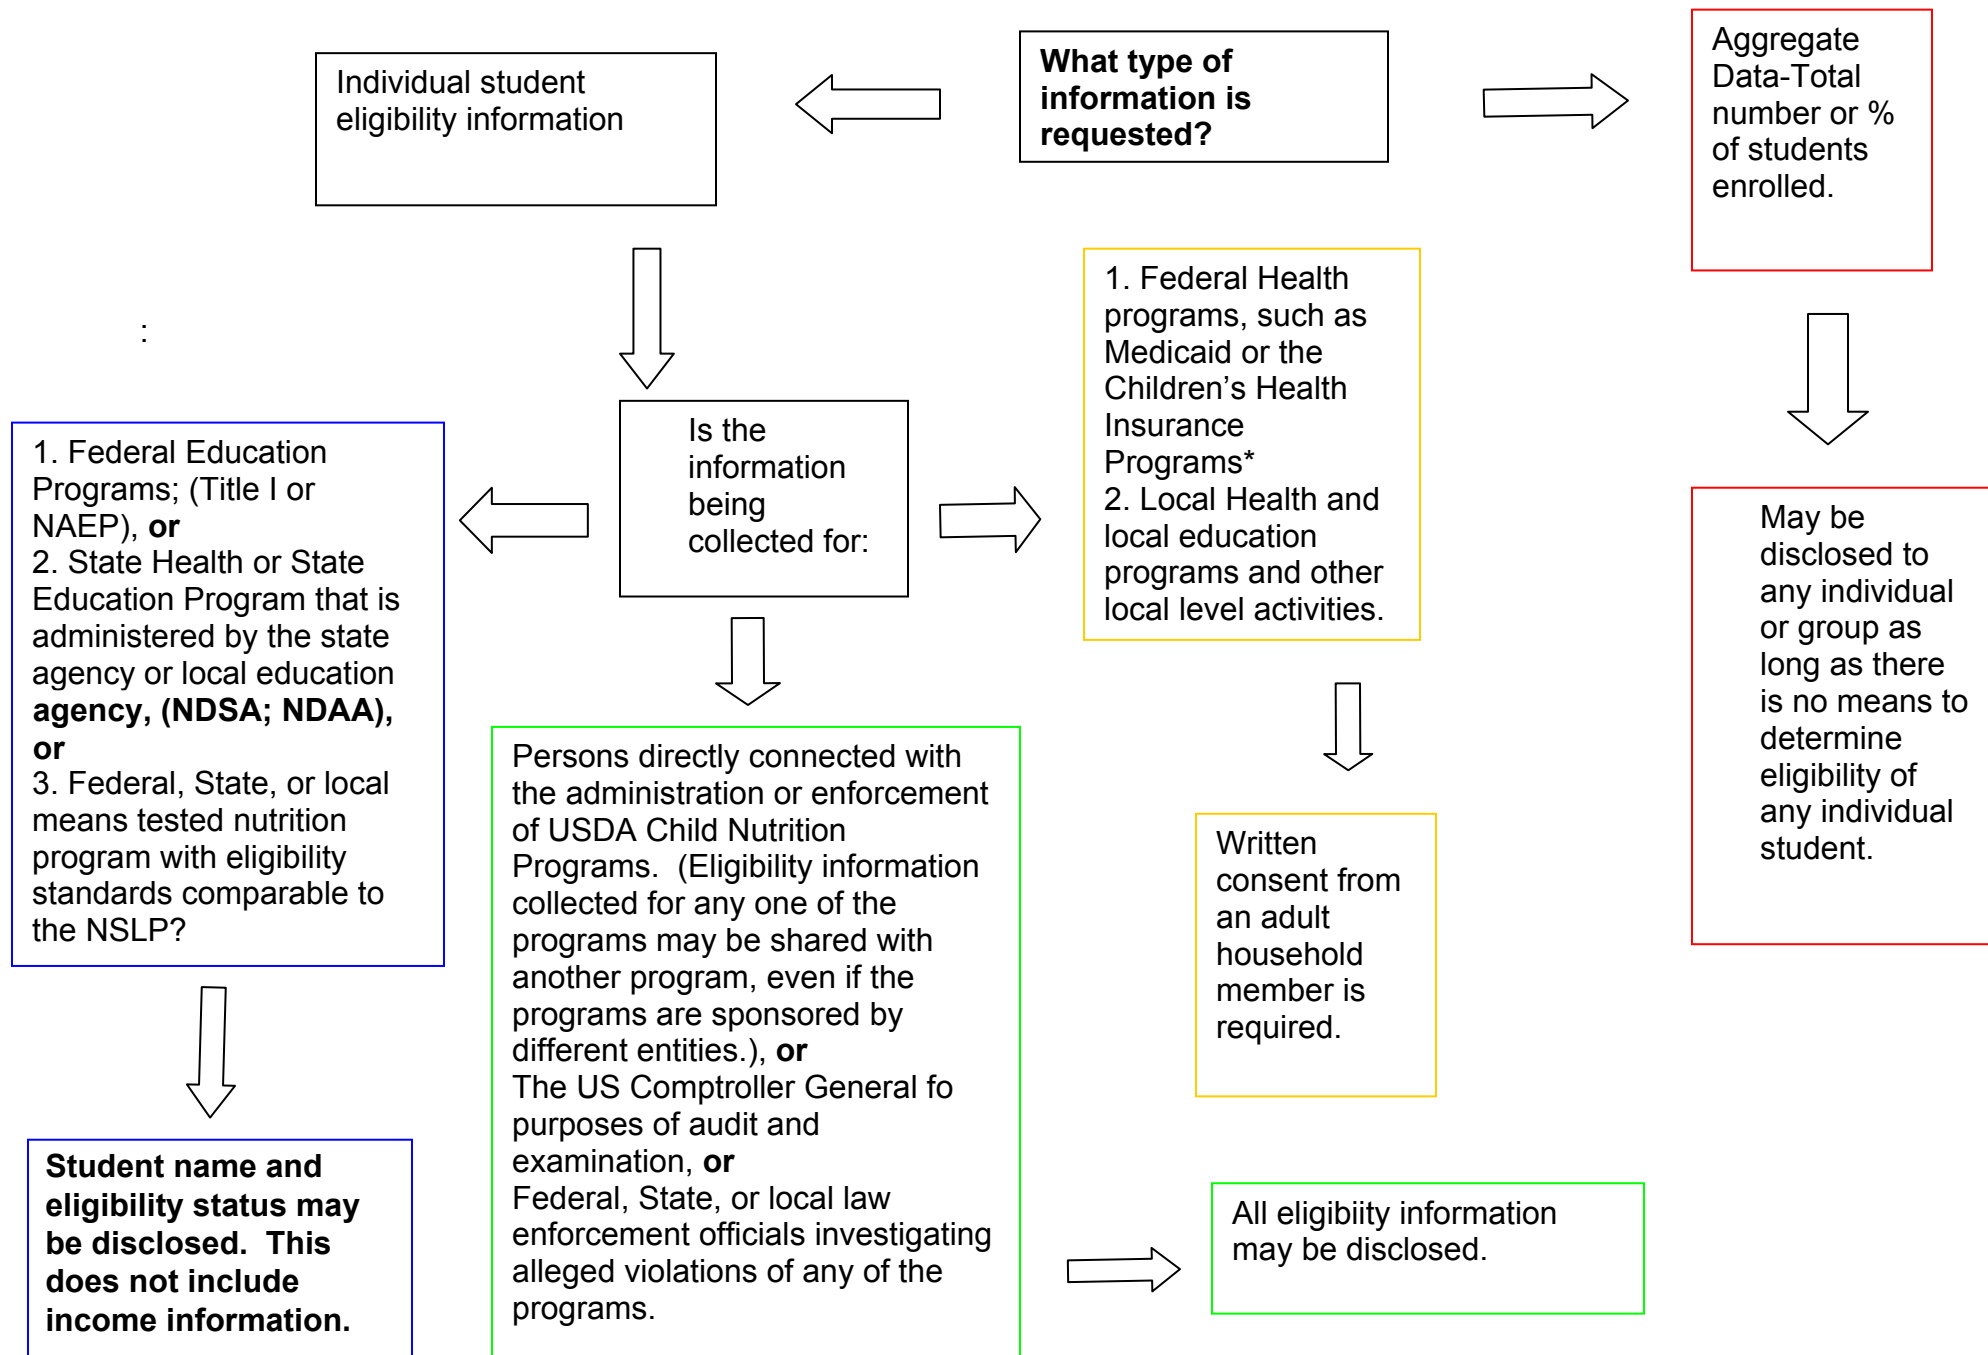 What type of
information is
requested?
Individual student
eligibility information
Aggregate
Data-Total
number or %
of students
enrolled.
:
Is the
information
being
collected for:
1. Federal Education
Programs; (Title I or
NAEP), or
2. State Health or State
Education Program that is
administered by the state
agency or local education
agency, (NDSA; NDAA),
or
3. Federal, State, or local
means tested nutrition
program with eligibility
standards comparable to
the NSLP?
1. Federal Health
programs, such as
Medicaid or the
Children’s Health
Insurance
Programs*
2. Local Health and
local education
programs and other
local level activities.
May be
disclosed to
any individual
or group as
long as there
is no means to
determine
eligibility of
any individual
student.
Persons directly connected with
the administration or enforcement
of USDA Child Nutrition
Programs.  (Eligibility information
collected for any one of the
programs may be shared with
another program, even if the
programs are sponsored by
different entities.), or
The US Comptroller General fo
purposes of audit and
examination, or
Federal, State, or local law
enforcement officials investigating
alleged violations of any of the
programs.
Written
consent from
an adult
household
member is
required.
Student name and
eligibility status may
be disclosed.  This
does not include
income information.
All eligibiity information
may be disclosed.